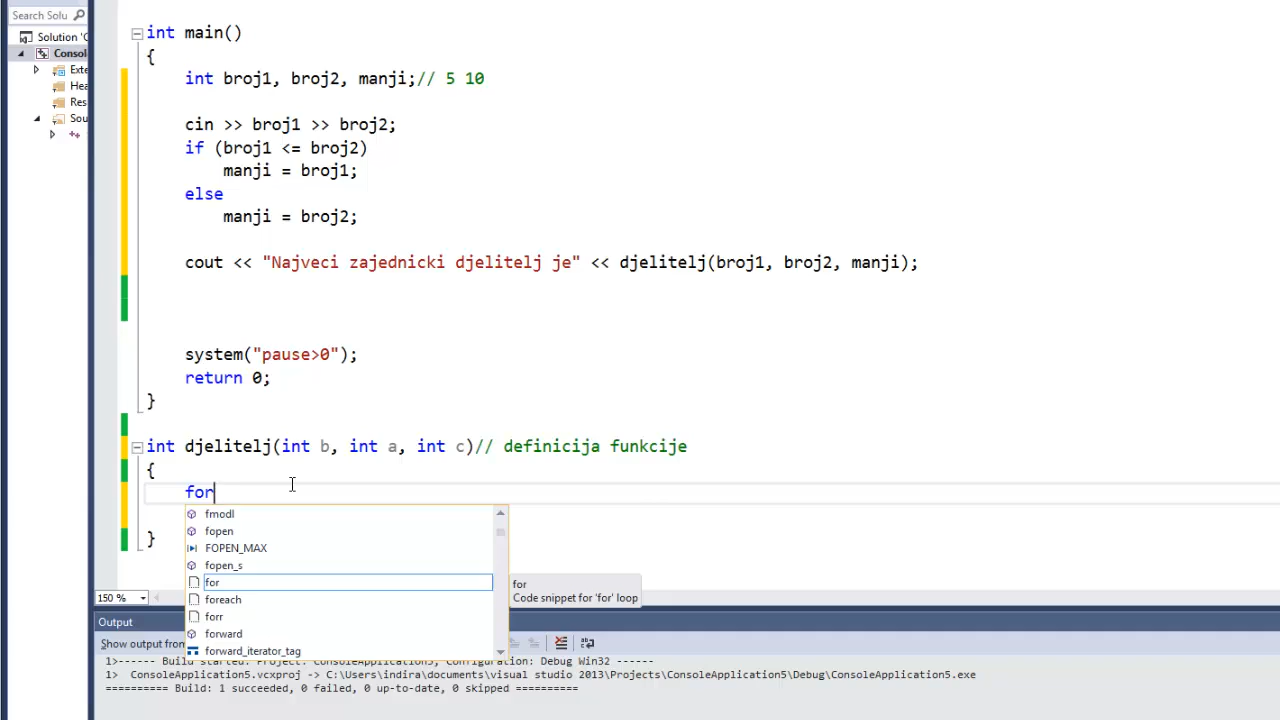 Search Solu
Solution 'C
Consol
Exte
Hea
Res
Sou
int main()
{
int broj1, broj2, manji;// 5 10
cin >> broj1 >> broj2;
if (broj1 <= broj2)
manji = broj1;
else
manji = broj2;
cout << "Najveci zajednicki djelitelj je" << djelitelj(broj1, broj2, manji);
system("pause>0");
return 0;
}
int djelitelj(int b, int a, int c)// definicija funkcije
{
for
}
fmodl
fopen
FOPEN_MAX
fopen_s
for
foreach
forr
forward
forward_iterator_tag
for
Code snippet for 'for' loop
150 %
Output
Show output from
1>------ Build started: Project: ConsoleApplication5, Configuration: Debug Win32 ------
1>  ConsoleApplication5.vcxproj -> C:\Users\indira\documents\visual studio 2013\Projects\ConsoleApplication5\Debug\ConsoleApplication5.exe
========== Build: 1 succeeded, 0 failed, 0 up-to-date, 0 skipped ==========